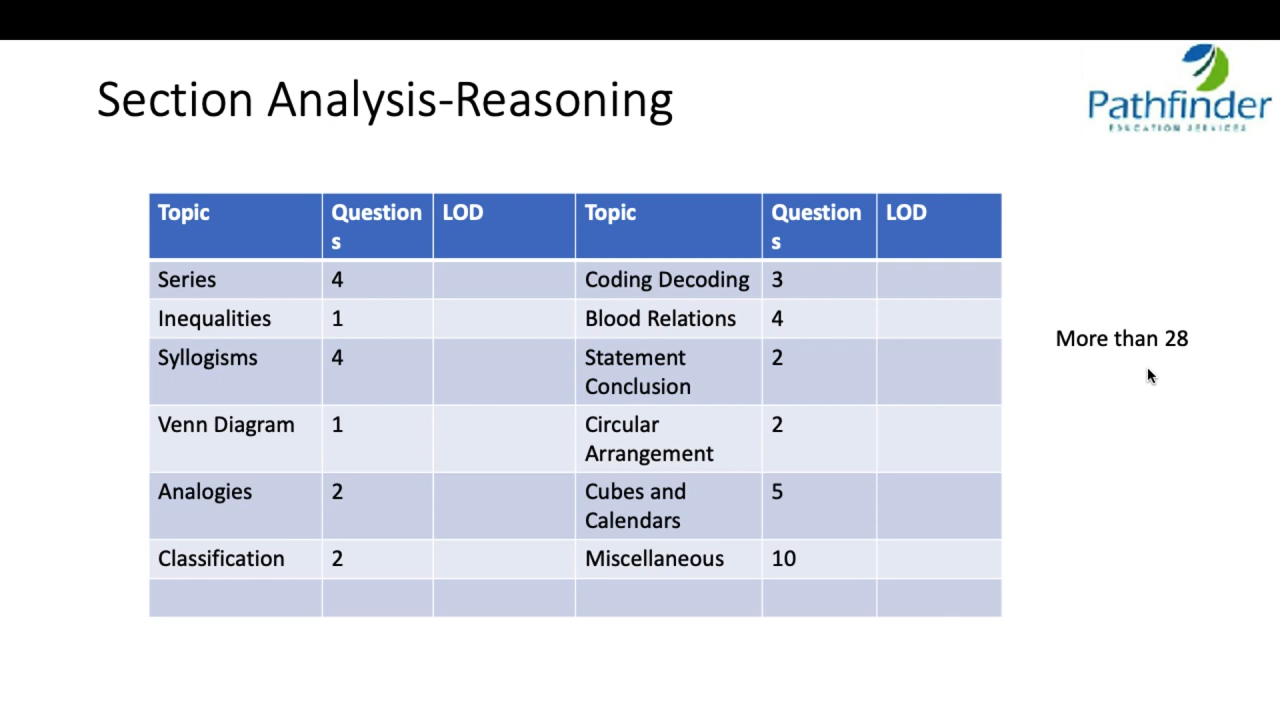 Section Analysis-Reasoning
Pathfinder
EDUCATION SERVICES
Topic Question LOD Topic Question LOD
s s
Series 4 Coding Decoding 3
Inequalities 1 Blood Relations 4
Syllogisms 4 Statement 2
Conclusion
Venn Diagram 1 Circular 2
Arrangement
Analogies 2 Cubes and 5
Calendars
Classification 2 Miscellaneous 10
More than 28